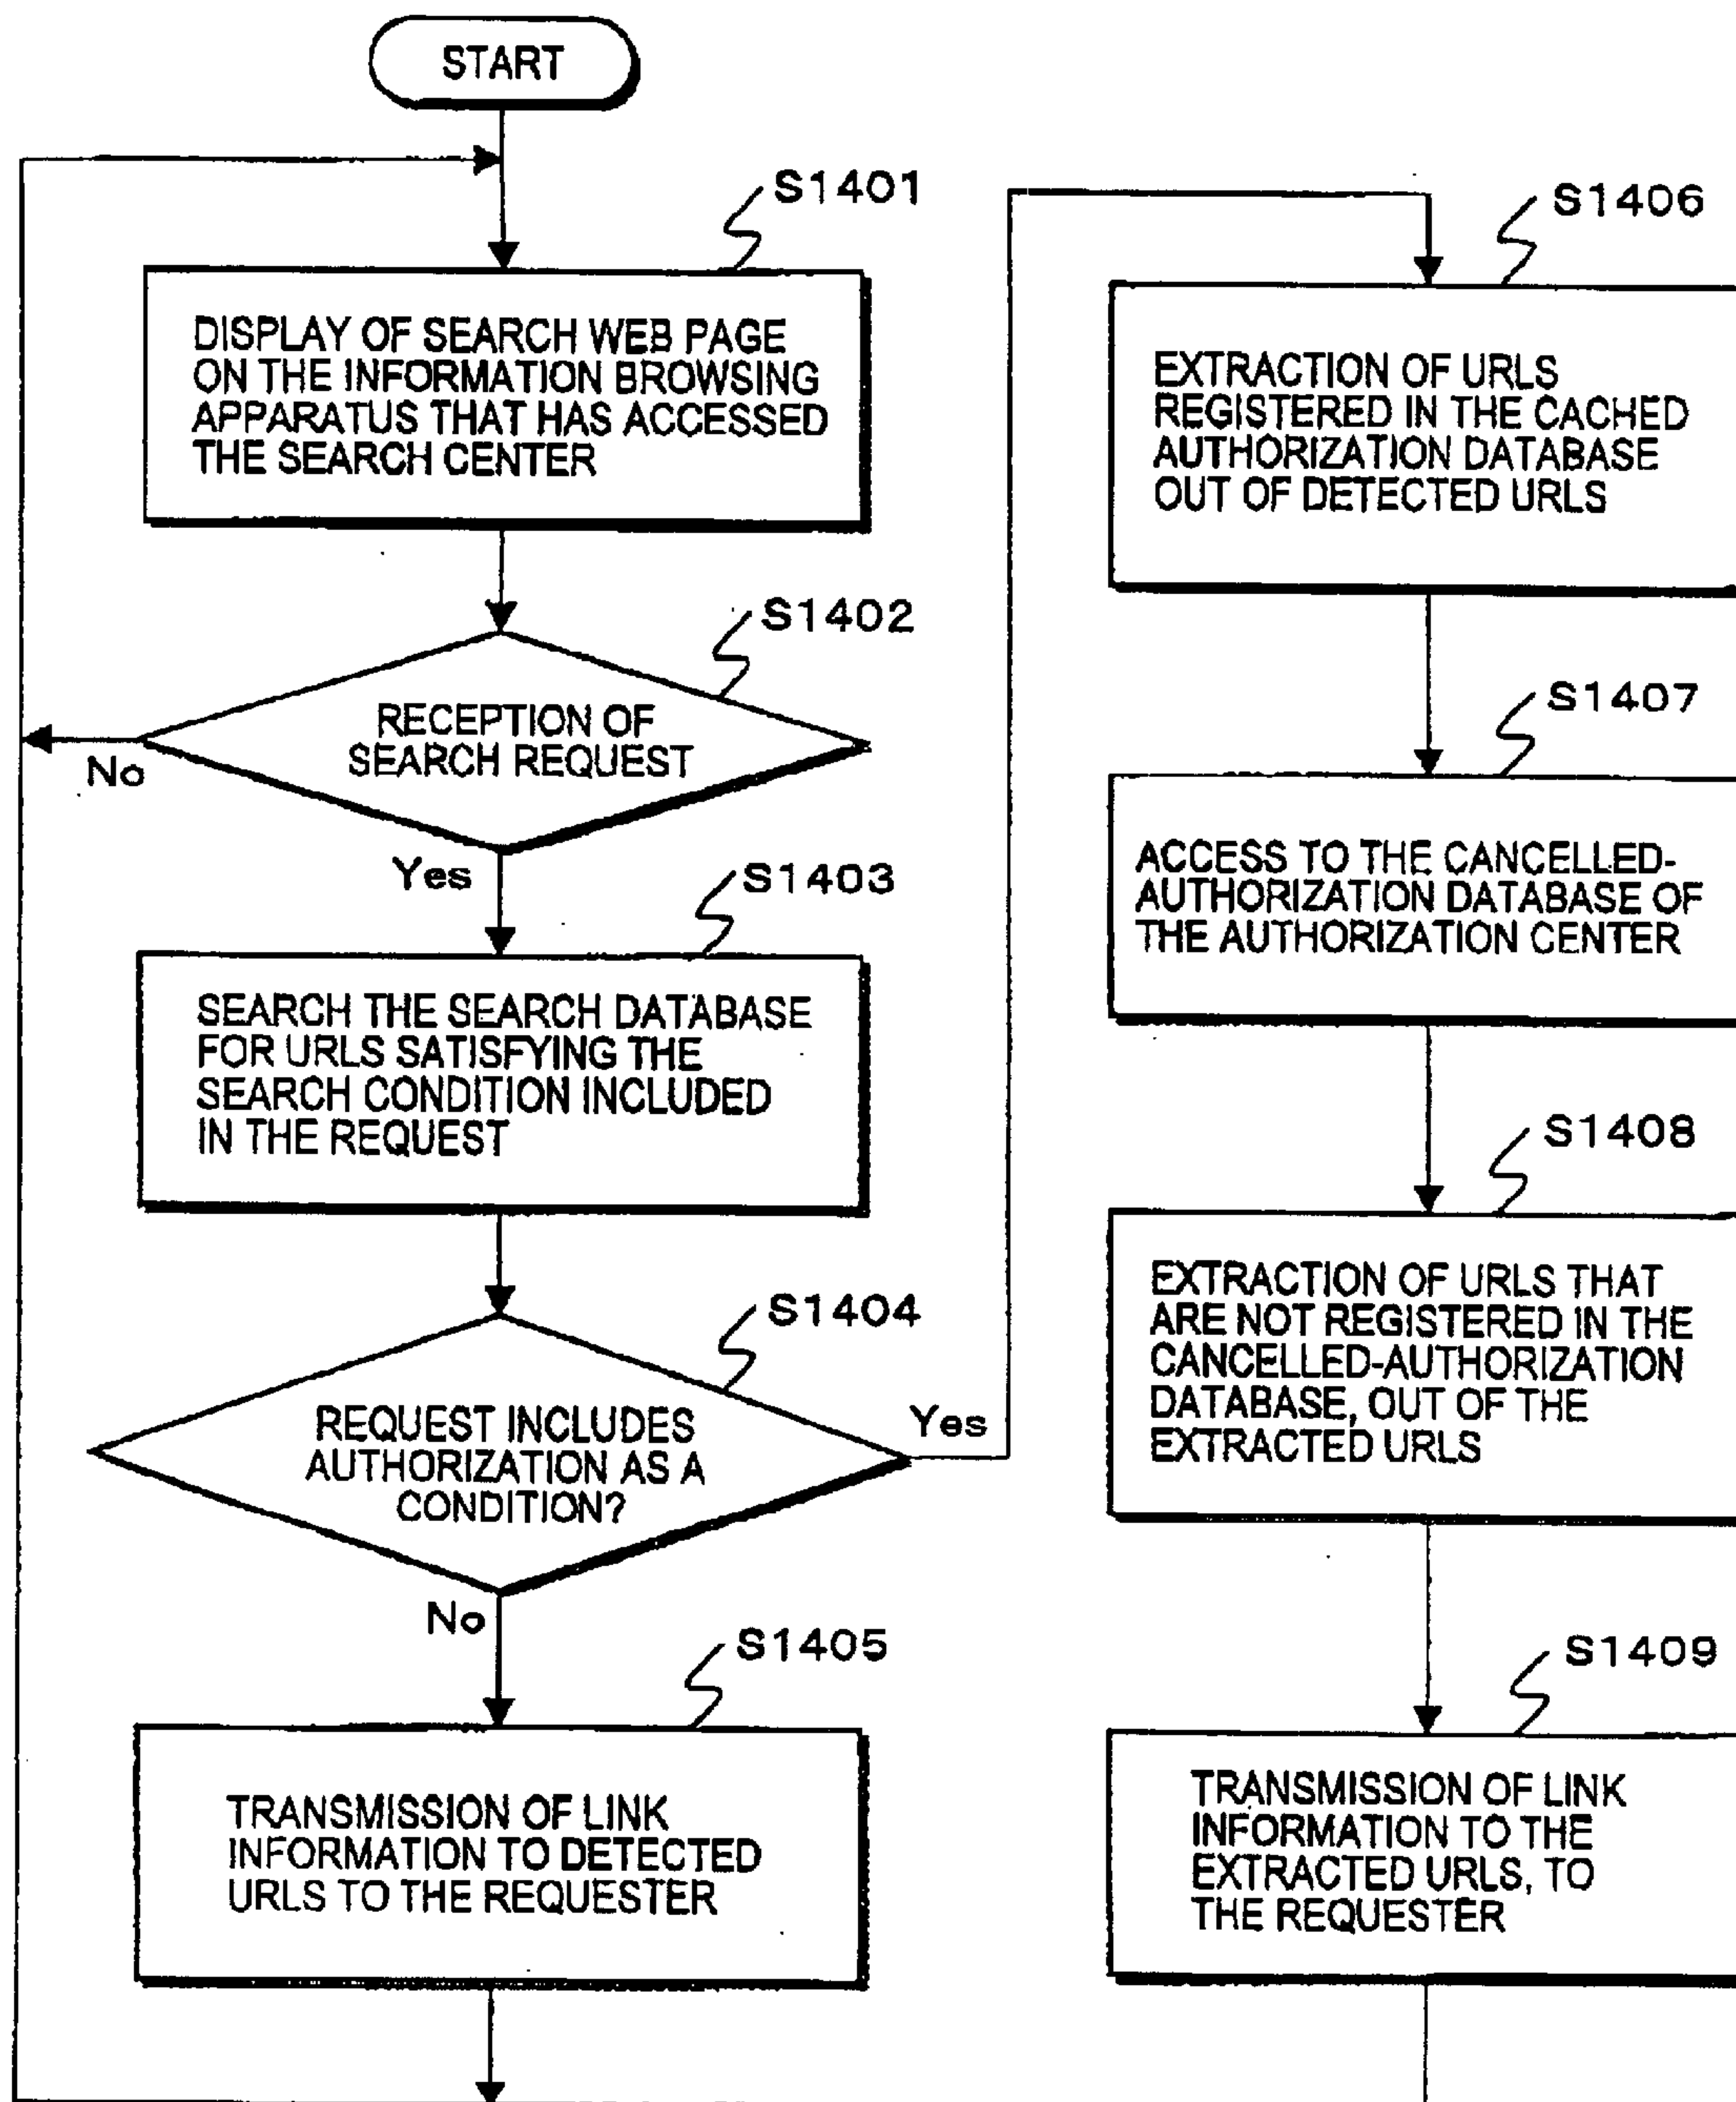 START
S1401
DISPLAY OF SEARCH WEB PAGE
ON THE INFORMATION BROWSING
APPARATUS THAT HAS ACCESSED
THE SEARCH CENTER
S1402
RECEPTION OF
SEARCH REQUEST
No
Yes
S1403
SEARCH THE SEARCH DATABASE
FOR URLS SATISFYING THE
SEARCH CONDITION INCLUDED
IN THE REQUEST
S1404
REQUEST INCLUDES
AUTHORIZATION AS A
CONDITION?
Yes
No
S1405
TRANSMISSION OF LINK
INFORMATION TO DETECTED
URLS TO THE REQUESTER
S1406
EXTRACTION OF URLS
REGISTERED IN THE CACHED
AUTHORIZATION DATABASE
OUT OF DETECTED URLS
S1407
ACCESS TO THE CANCELLED-
AUTHORIZATION DATABASE OF
THE AUTHORIZATION CENTER
S1408
EXTRACTION OF URLS THAT
ARE NOT REGISTERED IN THE
CANCELLED-AUTHORIZATION
DATABASE, OUT OF THE
EXTRACTED URLS
S1409
TRANSMISSION OF LINK
INFORMATION TO THE
EXTRACTED URLS, TO
THE REQUESTER